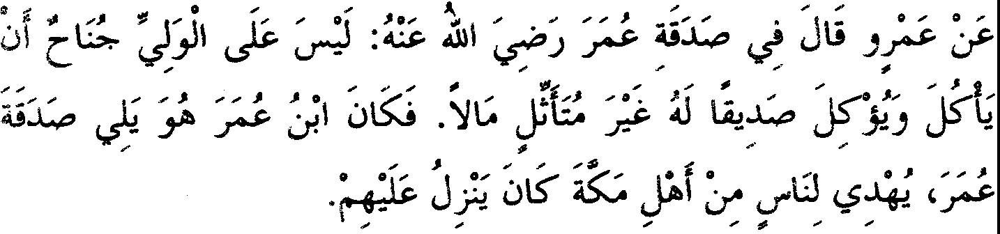 عَنْ عَمْرٍو قَالَ فِي صَدَقَةِ عُمَرَ رَضِيَ اللهُ عَنْهُ: لَيْسَ عَلَى الْوَلِيِّ جُنَاحٌ أَنْ
يَأْكُلَ وَيُؤْكِلَ صَدِيقًا لَهُ غَيْرَ مُتَأَثِّلٍ مَالاً. فَكَانَ ابْنُ عُمَرَ هُوَ يَلِي صَدَقَةَ
عُمَرَ، يُهْدِي لِنَاسٍ مِنْ أَهْلِ مَكَّةَ كَانَ يَنْزِلُ عَلَيْهِمْ.